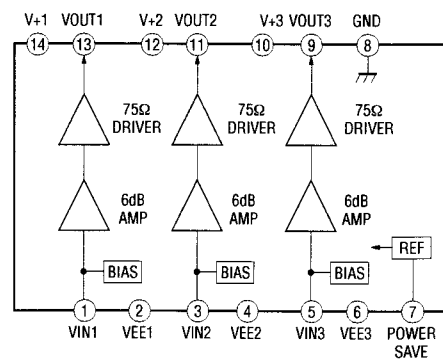 V+1 VOUT1 V+2 VOUT2 V+3 VOUT3 GND
14 13 12 11 10 9 8
75Ω 75Ω 75Ω
DRIVER DRIVER DRIVER
6dB 6dB 6dB
AMP AMP AMP
REF
BIAS BIAS BIAS
1 2 3 4 5 6 7
VIN1 VEE1 VIN2 VEE2 VIN3 VEE3 POWER
SAVE